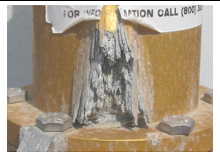 FOR INFORMATION CALL (800)